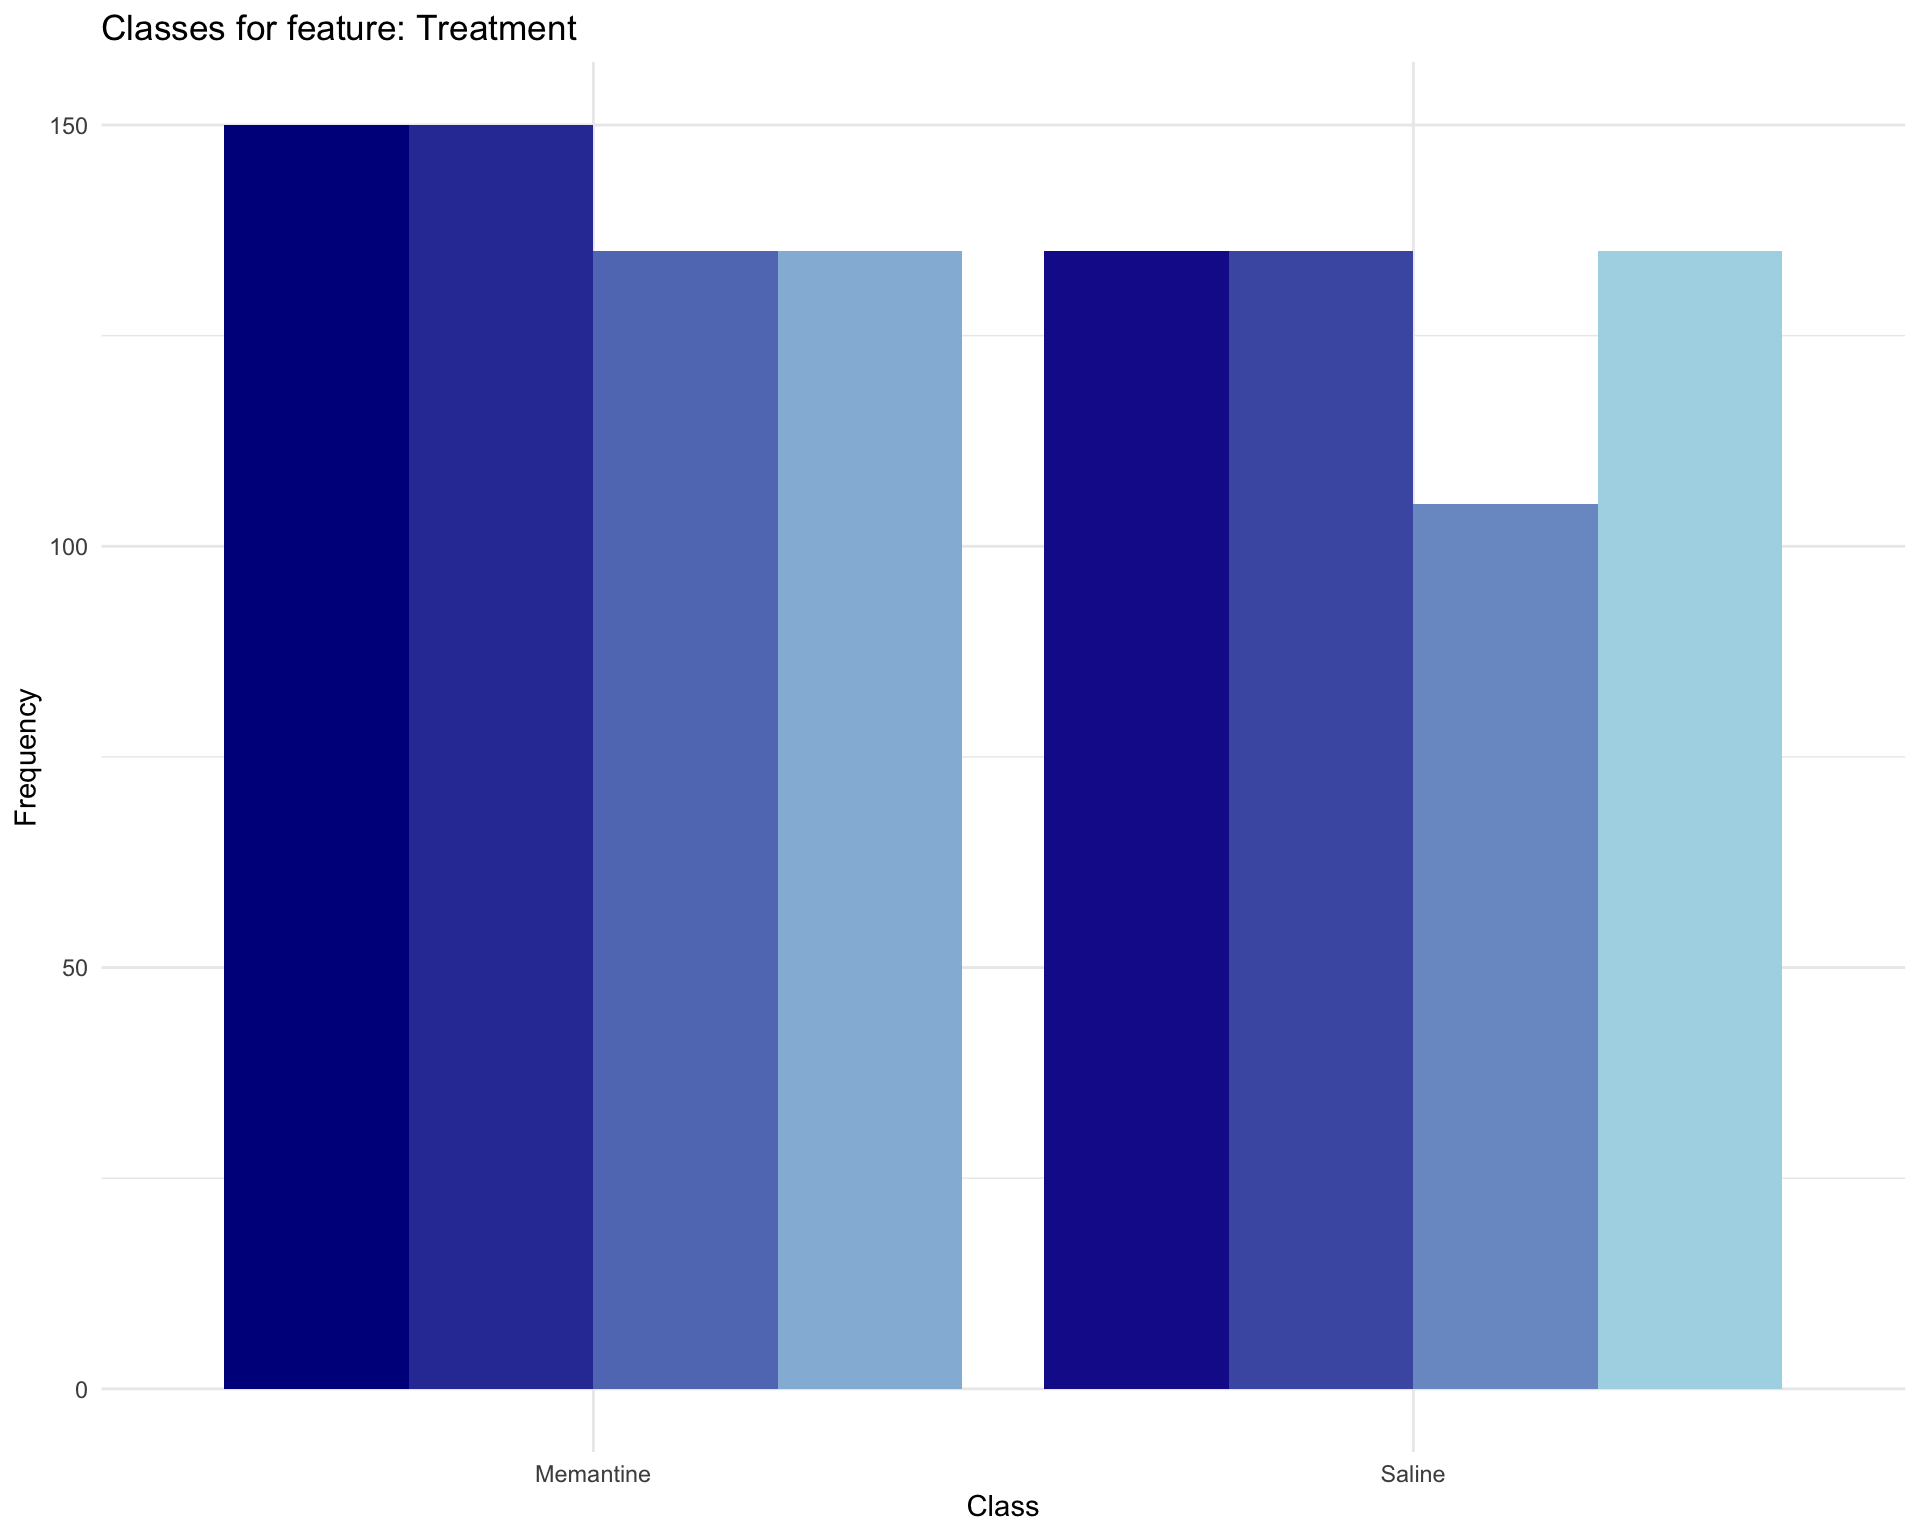 Classes for feature: Treatment
150
100
50
0
Frequency
Memantine
Saline
Class